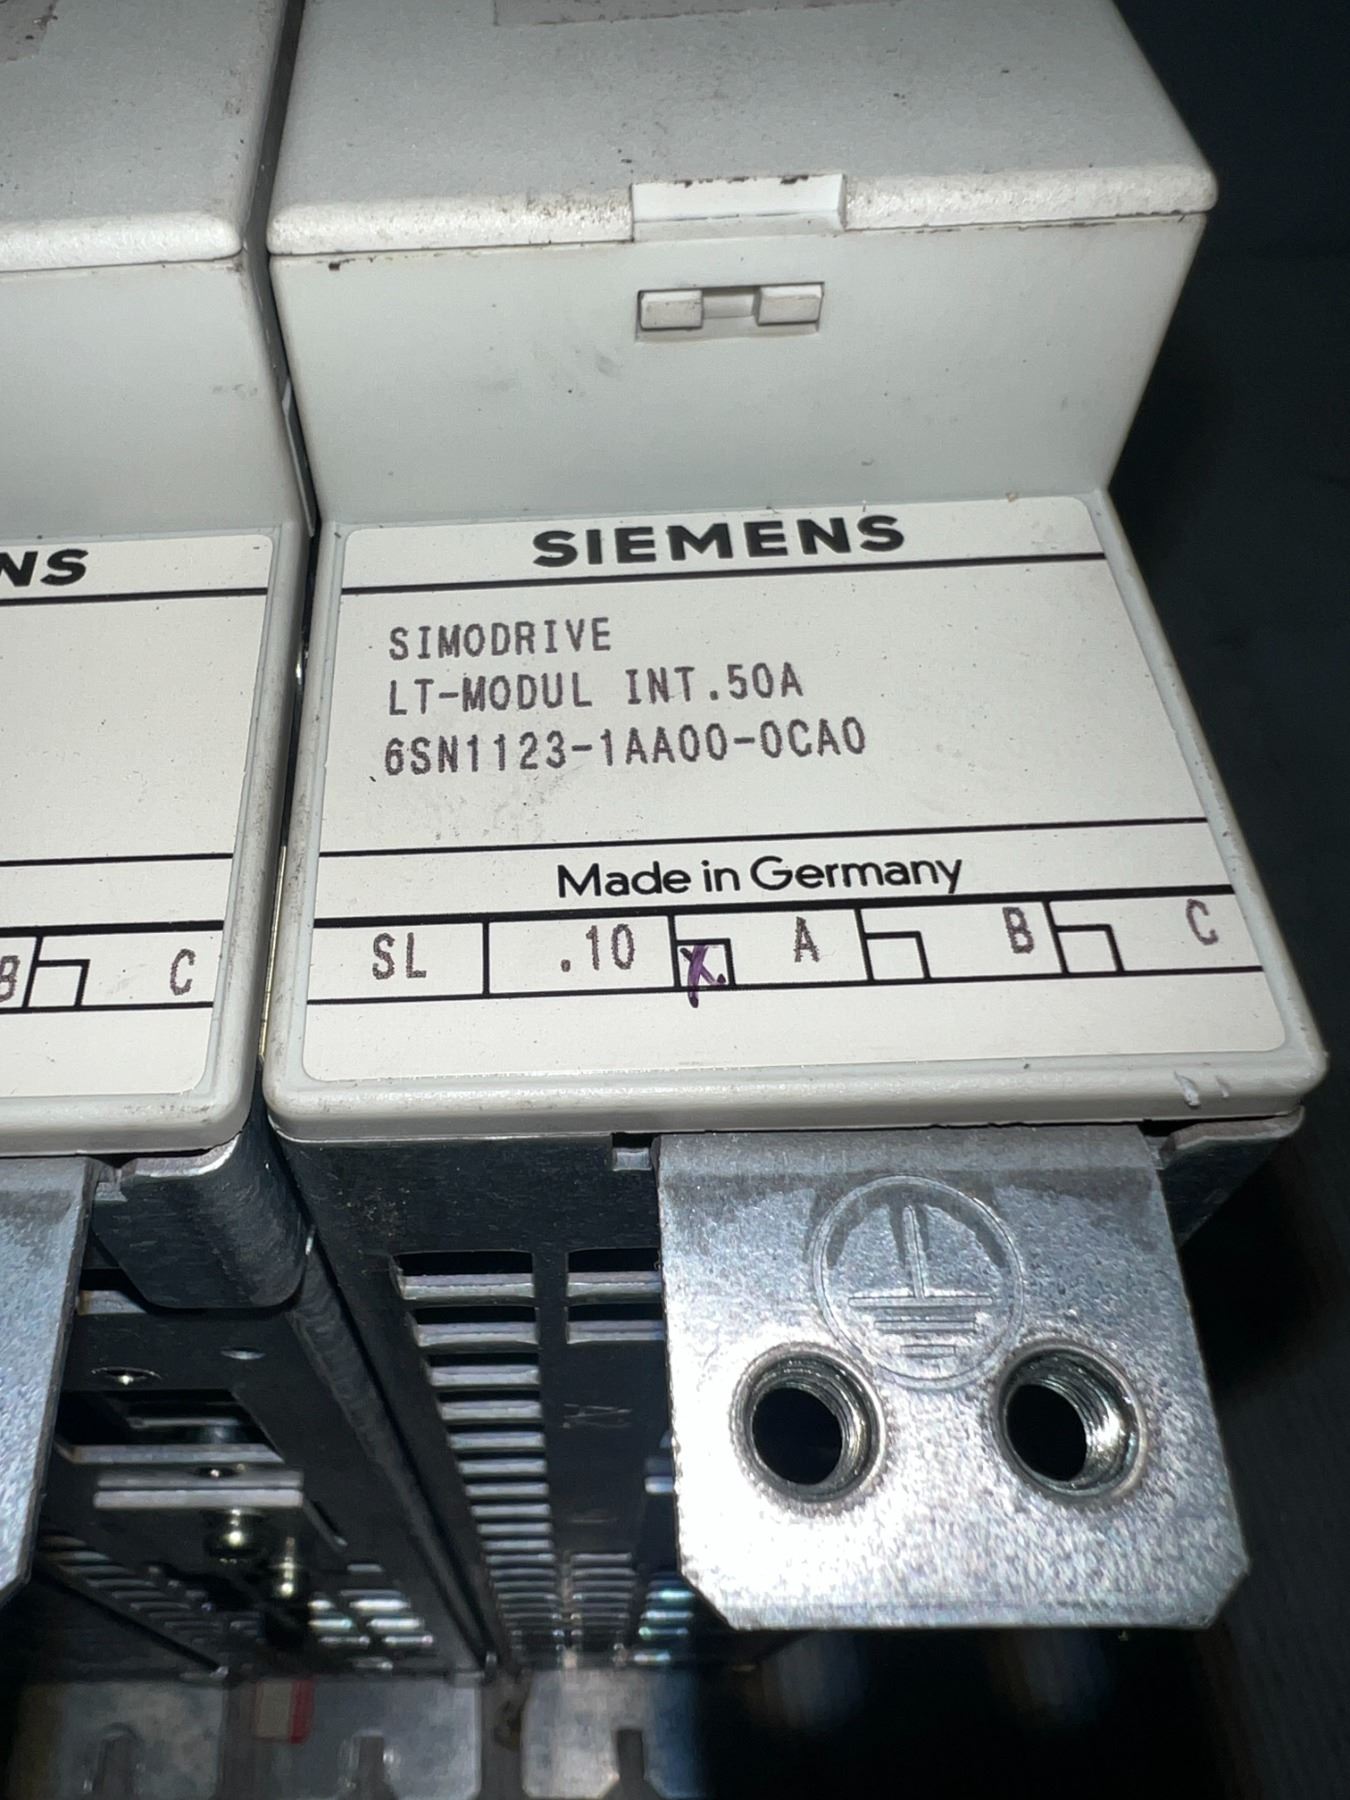 SIEMENS
SIMODRIVE
LT-MODUL INT.50A
6SN1123-1AA00-0CA0
Made in Germany
SL .10 X A B C
NS
B C